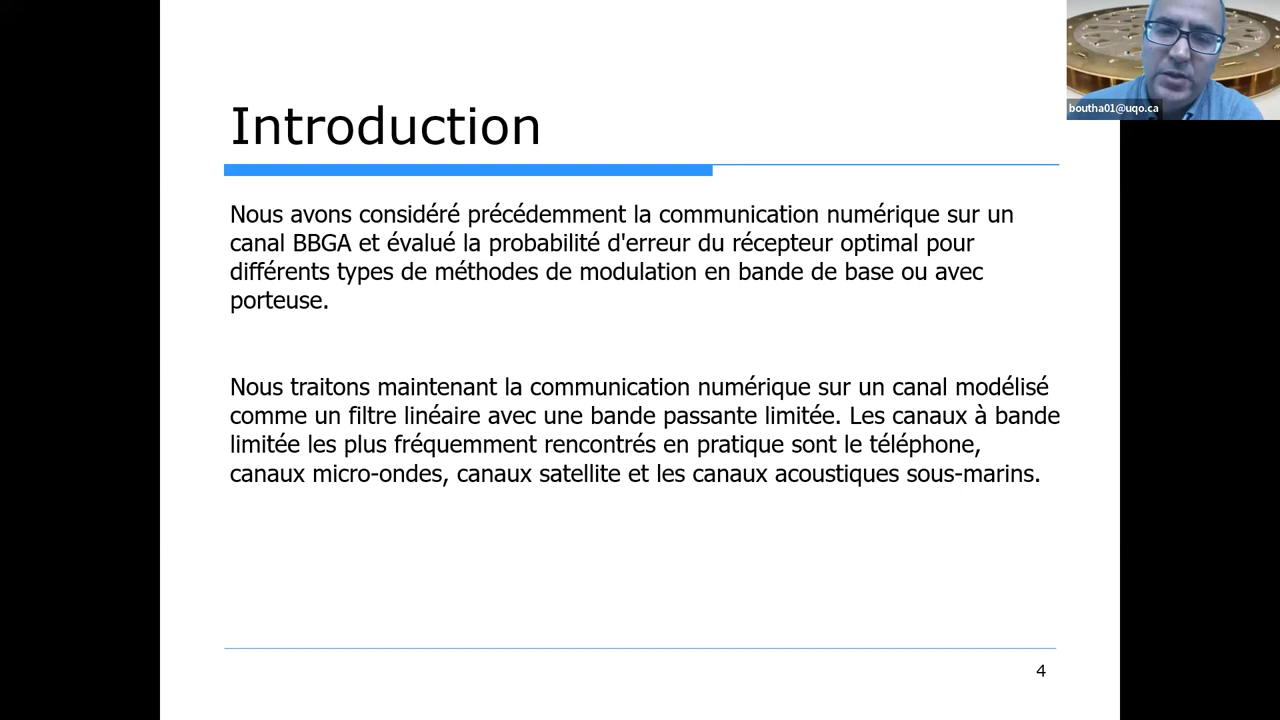 boutha01@uqo.ca
Introduction
Nous avons considéré précédemment la communication numérique sur un
canal BBGA et évalué la probabilité d'erreur du récepteur optimal pour
différents types de méthodes de modulation en bande de base ou avec
porteuse.
Nous traitons maintenant la communication numérique sur un canal modélisé
comme un filtre linéaire avec une bande passante limitée. Les canaux à bande
limitée les plus fréquemment rencontrés en pratique sont le téléphone,
canaux micro-ondes, canaux satellite et les canaux acoustiques sous-marins.
4